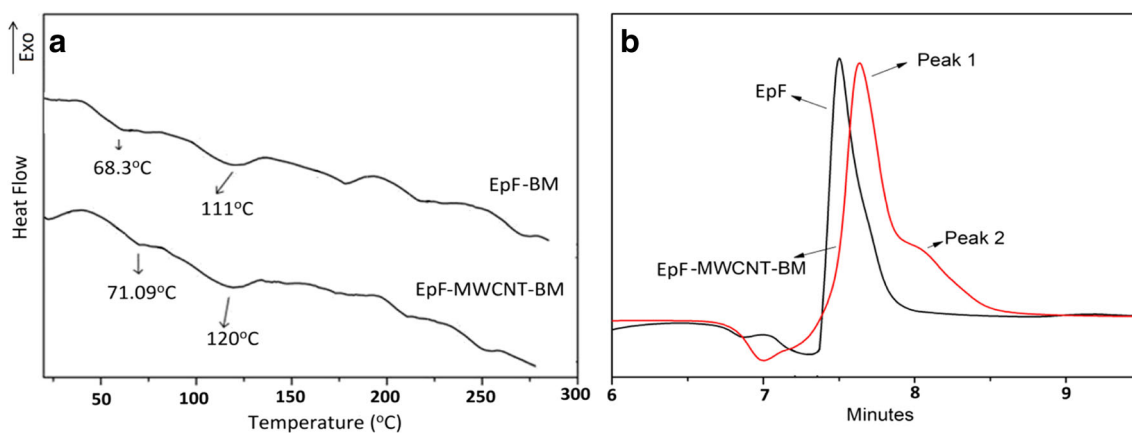 a
Exo
Heat Flow
68.3°C
111°C
EpF-BM
71.09°C
120°C
EpF-MWCNT-BM
50 100 150 200 250 300
Temperature (°C)
b
Peak 1
EpF
Peak 2
EpF-MWCNT-BM
6 7 8 9
Minutes